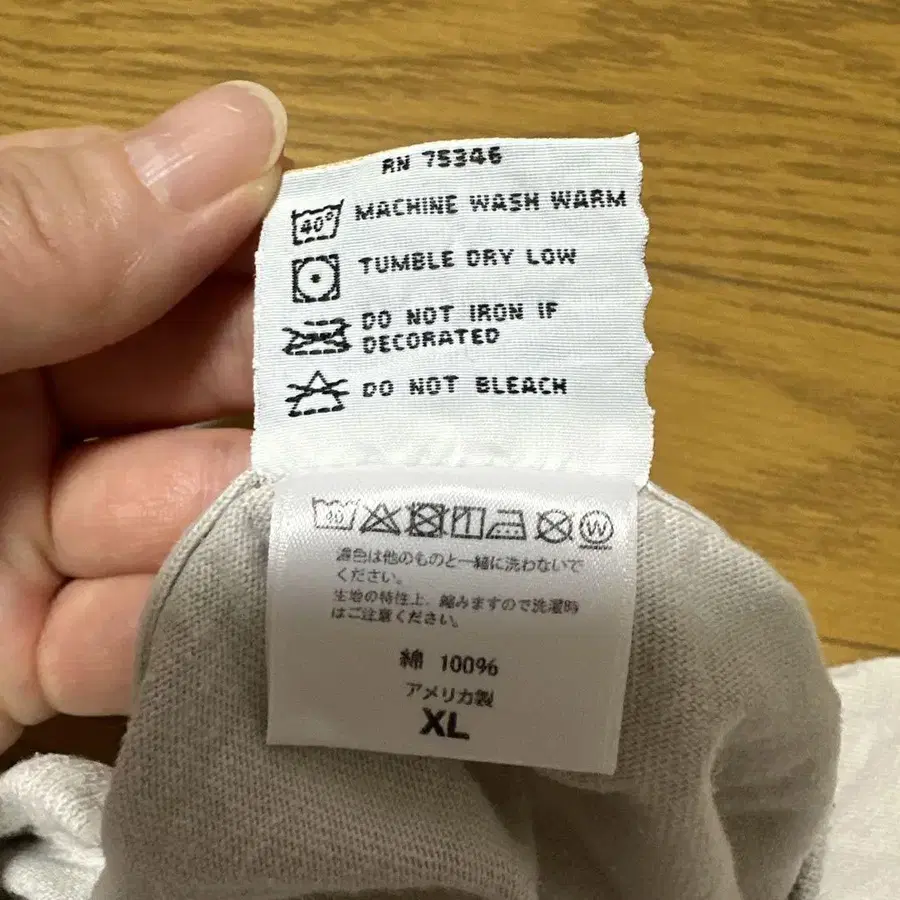 RN 75346
40° MACHINE WASH WARM
TUMBLE DRY LOW
DO NOT IRON IF
DECORATED
DO NOT BLEACH
40 W
濃色は他のものと一緒に洗わないで
ください。
生地の特性上、縮みますので洗濯時
はご注意ください。
綿 100%
アメリカ製
XL